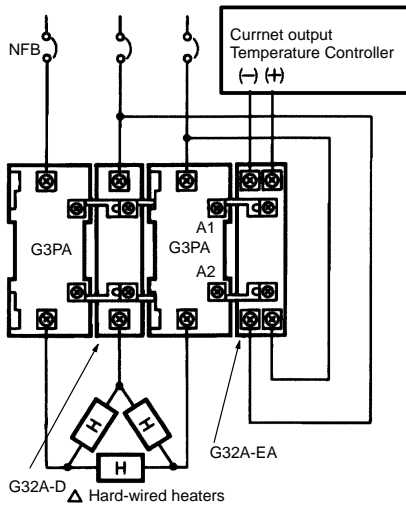 Currnet output
Temperature Controller
(−) (+)
NFB
A1
G3PA
G3PA
A2
G32A-D
G32A-EA
H
H
H
Δ Hard-wired heaters